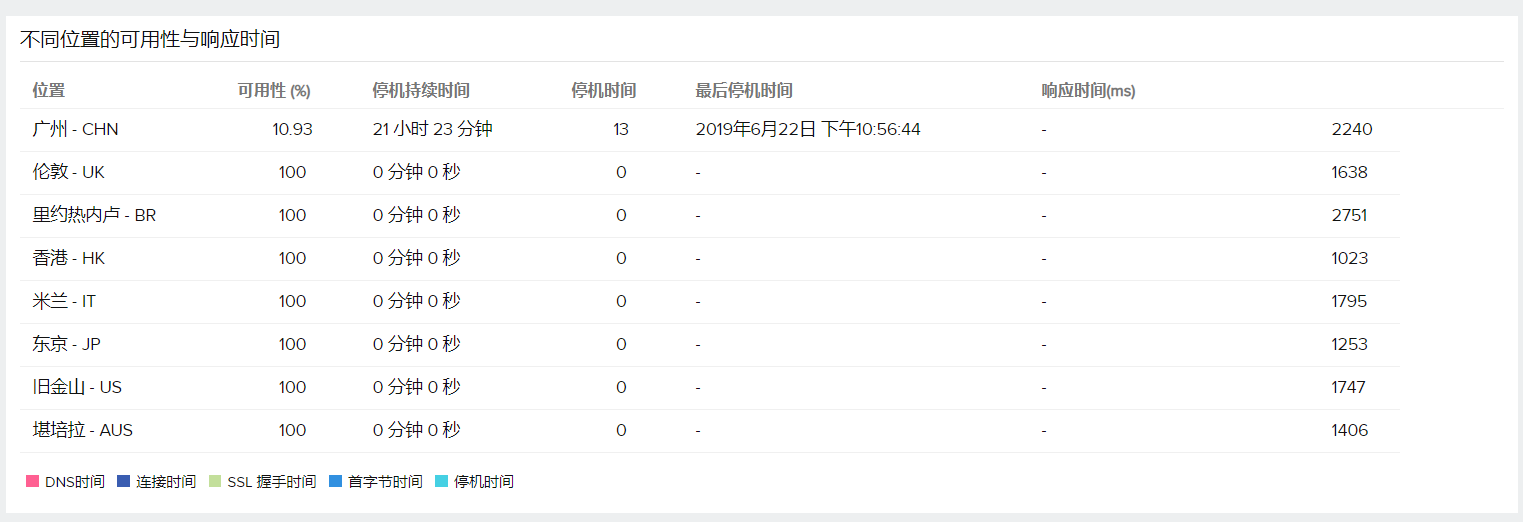 不同位置的可用性与响应时间
位置 可用性 (%) 停机持续时间 停机时间 最后停机时间 响应时间(ms)
广州 - CHN 10.93 21 小时 23 分钟 13 2019年6月22日 下午10:56:44 - 2240
伦敦 - UK 100 0 分钟 0 秒 0 - - 1638
里约热内卢 - BR 100 0 分钟 0 秒 0 - - 2751
香港 - HK 100 0 分钟 0 秒 0 - - 1023
米兰 - IT 100 0 分钟 0 秒 0 - - 1795
东京 - JP 100 0 分钟 0 秒 0 - - 1253
旧金山 - US 100 0 分钟 0 秒 0 - - 1747
堪培拉 - AUS 100 0 分钟 0 秒 0 - - 1406
DNS时间 连接时间 SSL 握手时间 首字节时间 停机时间